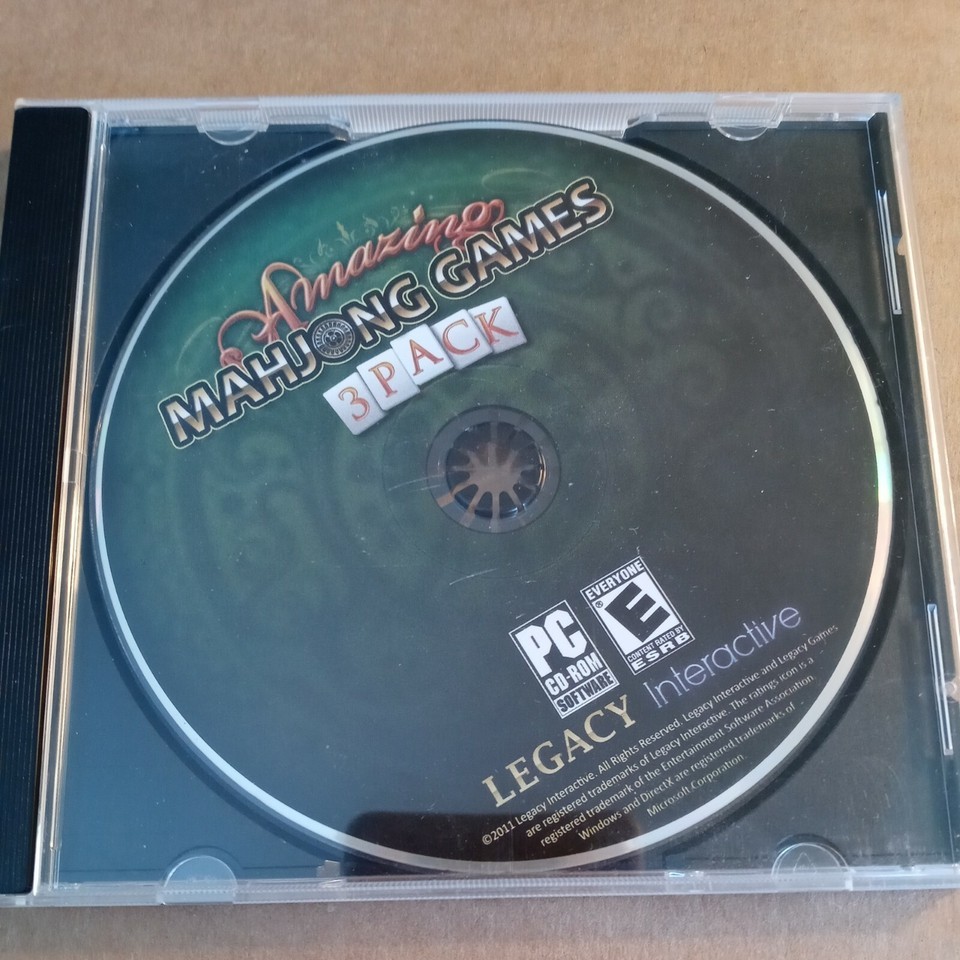 Amazing
MAHJONG GAMES
3 PACK
PC
CD-ROM
SOFTWARE
EVERYONE
E
CONTENT RATED BY
ESRB
LEGACY Interactive
©2011 Legacy Interactive. All Rights Reserved. Legacy Interactive and Legacy Games
are registered trademarks of Legacy Interactive. The ratings icon is a
registered trademark of the Entertainment Software Association.
Windows and DirectX are registered trademarks of
Microsoft Corporation.